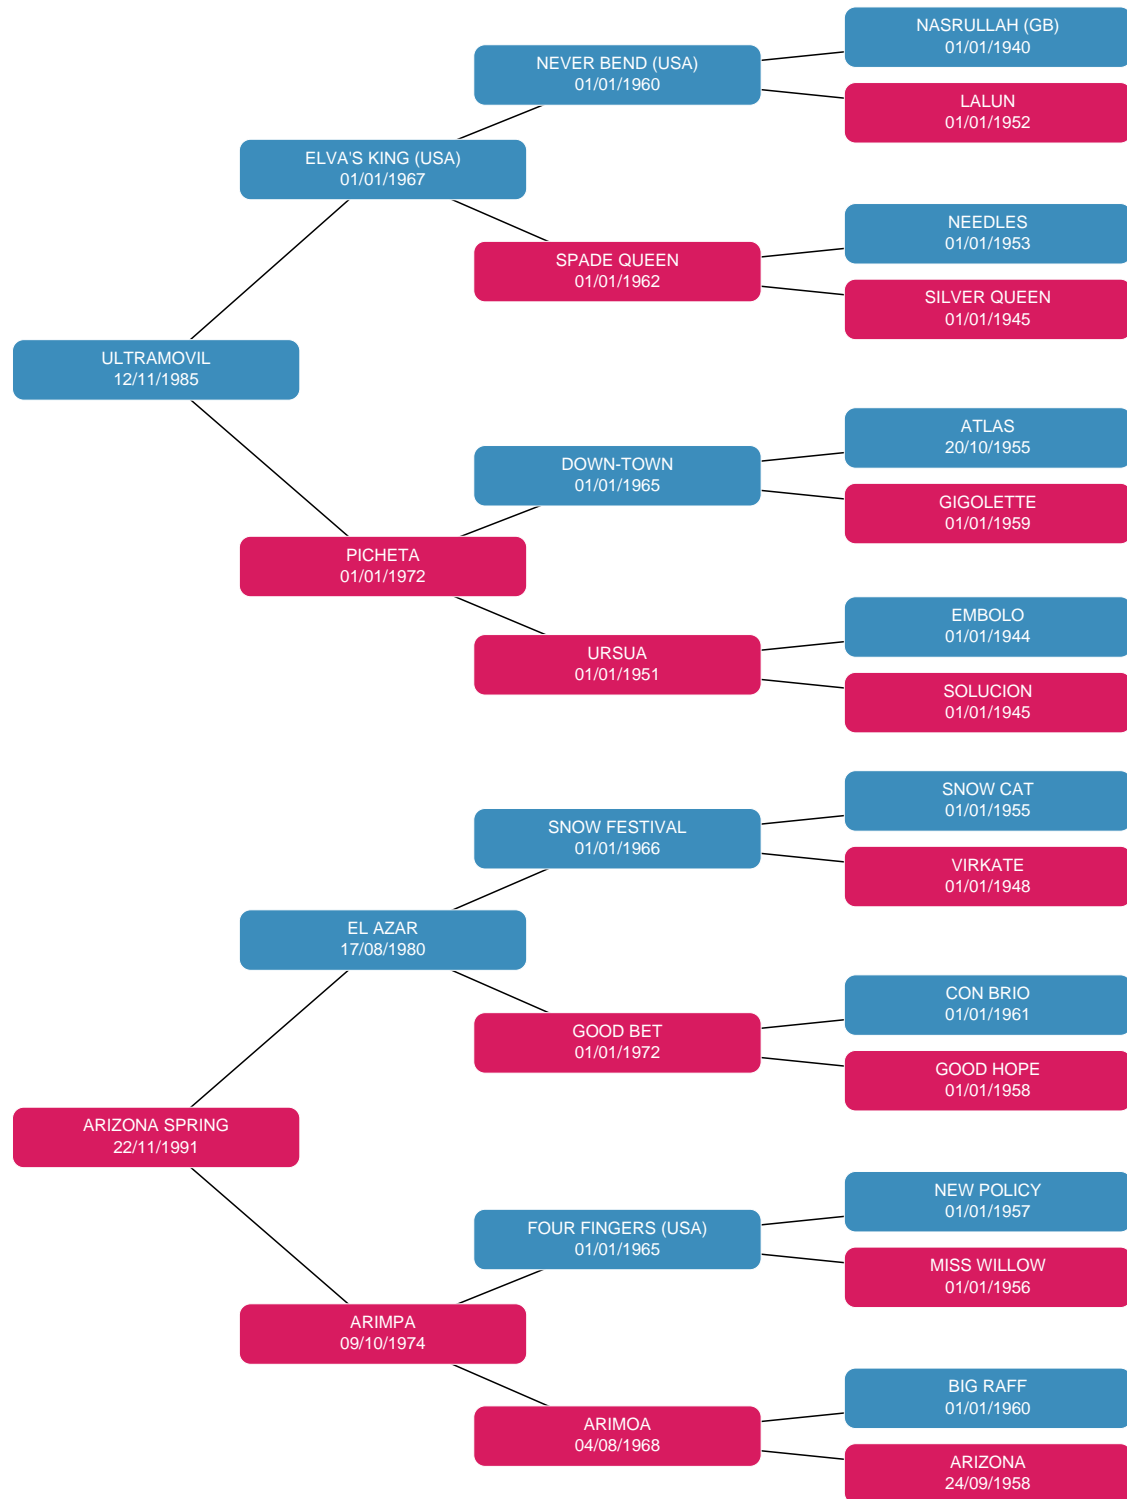 NASRULLAH (GB)
01/01/1940
NEVER BEND (USA)
01/01/1960
LALUN
01/01/1952
ELVA'S KING (USA)
01/01/1967
NEEDLES
01/01/1953
SPADE QUEEN
01/01/1962
SILVER QUEEN
01/01/1945
ULTRAMOVIL
12/11/1985
ATLAS
20/10/1955
DOWN-TOWN
01/01/1965
GIGOLETTE
01/01/1959
PICHETA
01/01/1972
EMBOLO
01/01/1944
URSUA
01/01/1951
SOLUCION
01/01/1945
SNOW CAT
01/01/1955
SNOW FESTIVAL
01/01/1966
VIRKATE
01/01/1948
EL AZAR
17/08/1980
CON BRIO
01/01/1961
GOOD BET
01/01/1972
GOOD HOPE
01/01/1958
ARIZONA SPRING
22/11/1991
NEW POLICY
01/01/1957
FOUR FINGERS (USA)
01/01/1965
MISS WILLOW
01/01/1956
ARIMPA
09/10/1974
BIG RAFF
01/01/1960
ARIMOA
04/08/1968
ARIZONA
24/09/1958